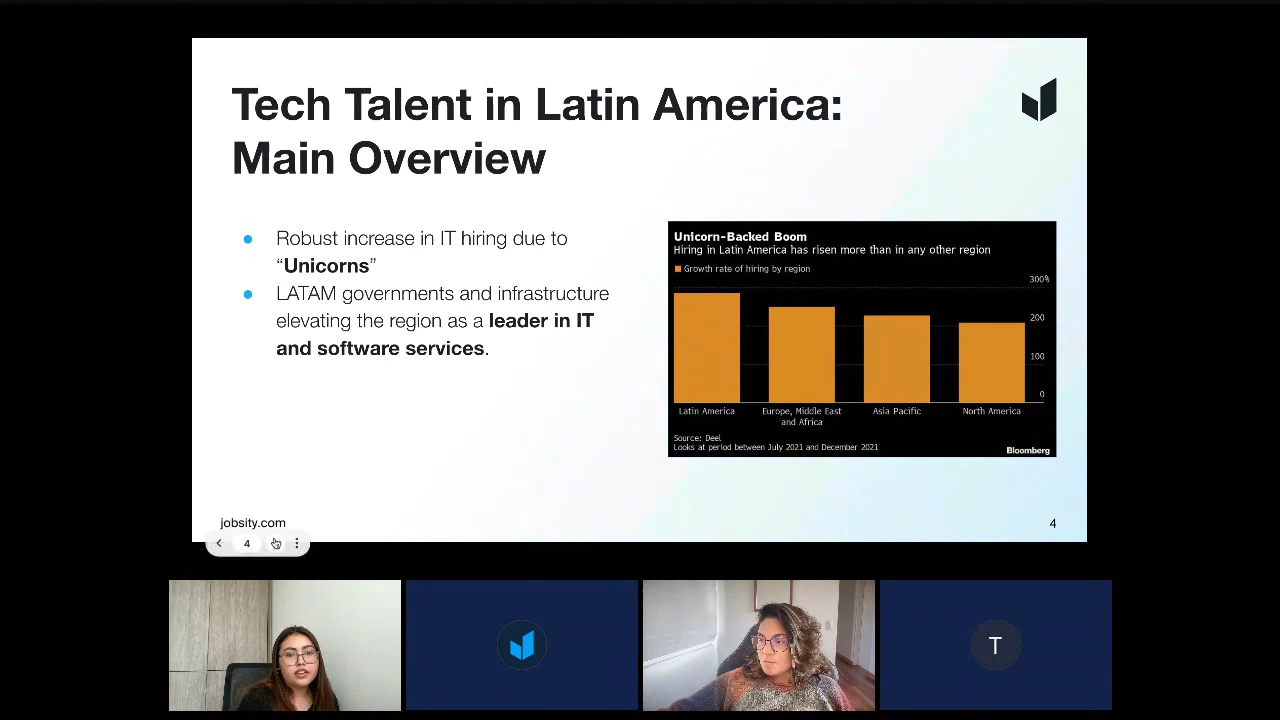 Tech Talent in Latin America:
Main Overview
● Robust increase in IT hiring due to
“Unicorns”
● LATAM governments and infrastructure
elevating the region as a leader in IT
and software services.
Unicorn-Backed Boom
Hiring in Latin America has risen more than in any other region
Growth rate of hiring by region
300%
200
100
0
Latin America
Europe, Middle East
and Africa
Asia Pacific
North America
Source: Deel
Looks at period between July 2021 and December 2021
Bloomberg
jobsity.com
4
4
T